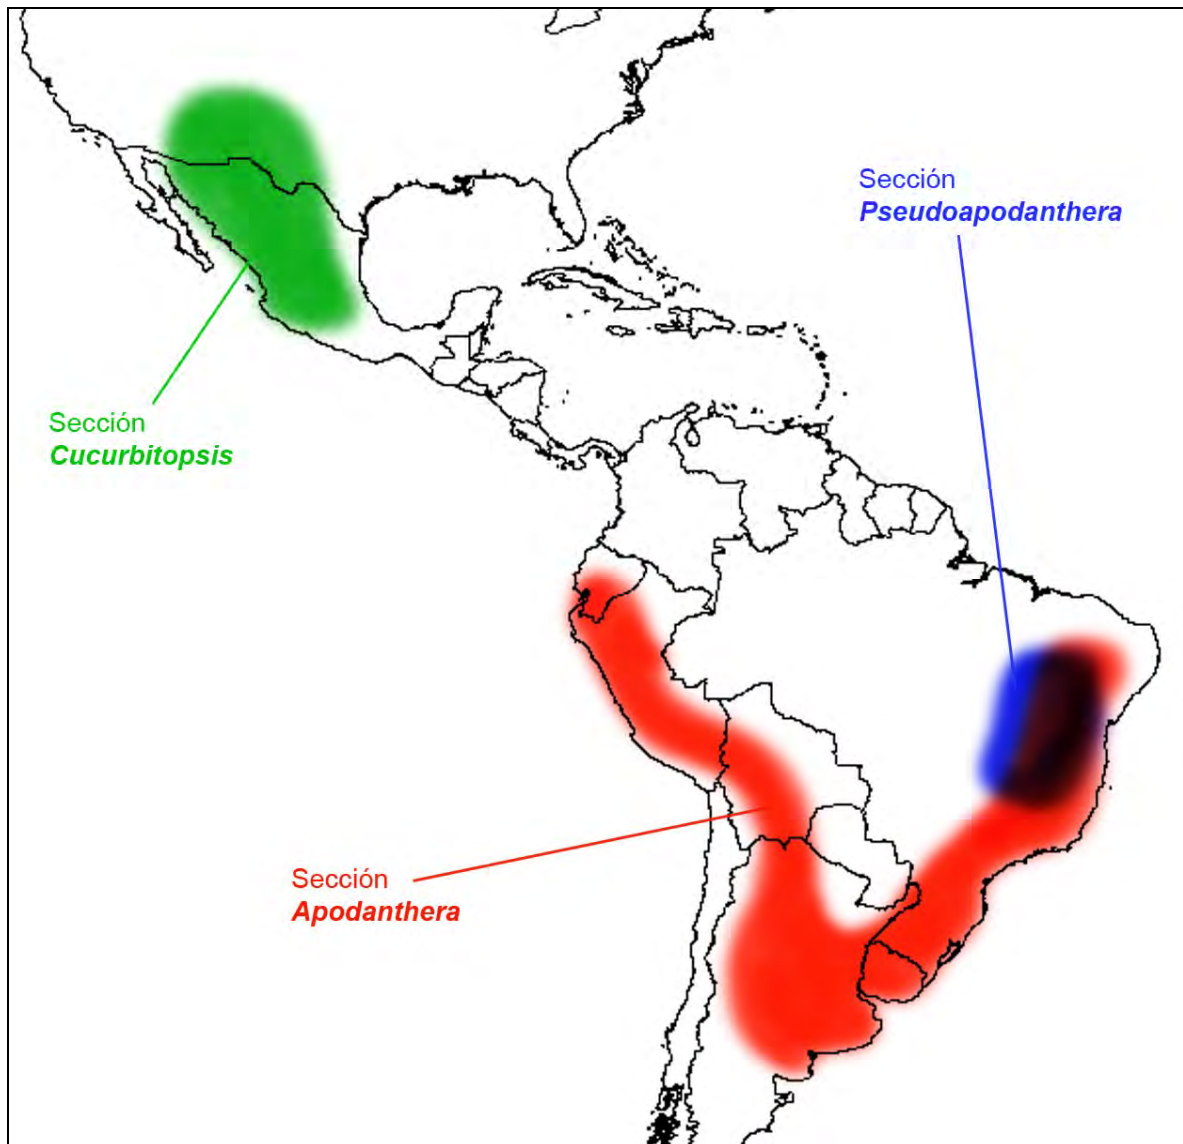 Sección
Pseudoapodanthera
Sección
Cucurbitopsis
Sección
Apodanthera